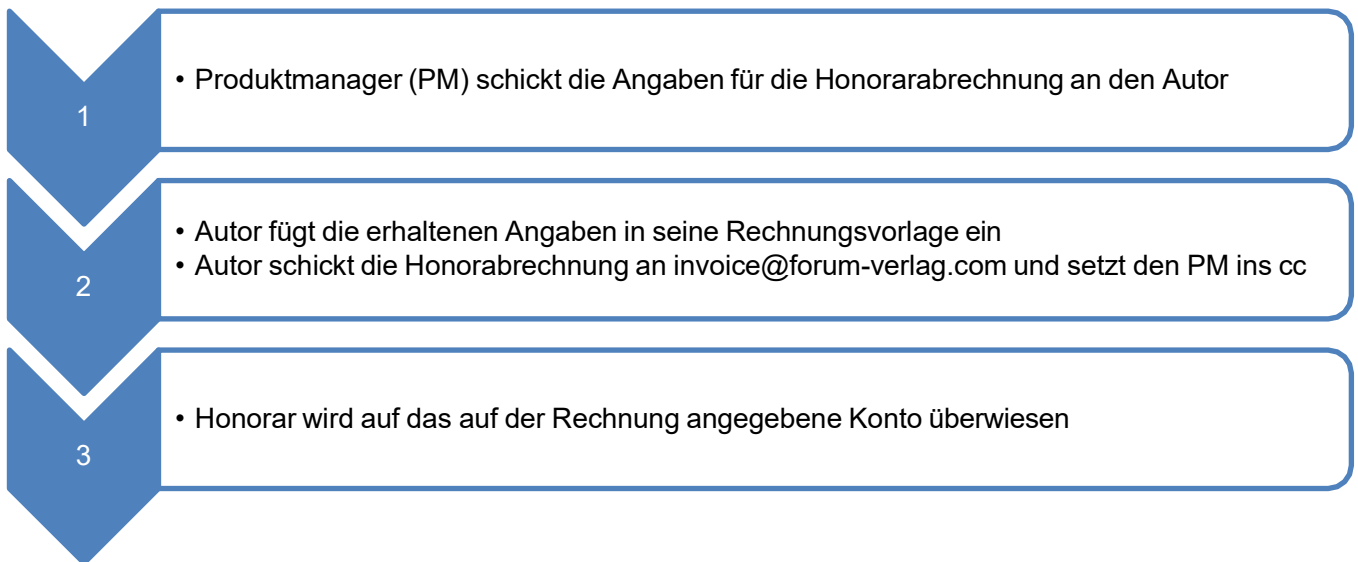 1
• Produktmanager (PM) schickt die Angaben für die Honorarabrechnung an den Autor
2
• Autor fügt die erhaltenen Angaben in seine Rechnungsvorlage ein
• Autor schickt die Honorabrechnung an invoice@forum-verlag.com und setzt den PM ins cc
3
• Honorar wird auf das auf der Rechnung angegebene Konto überwiesen